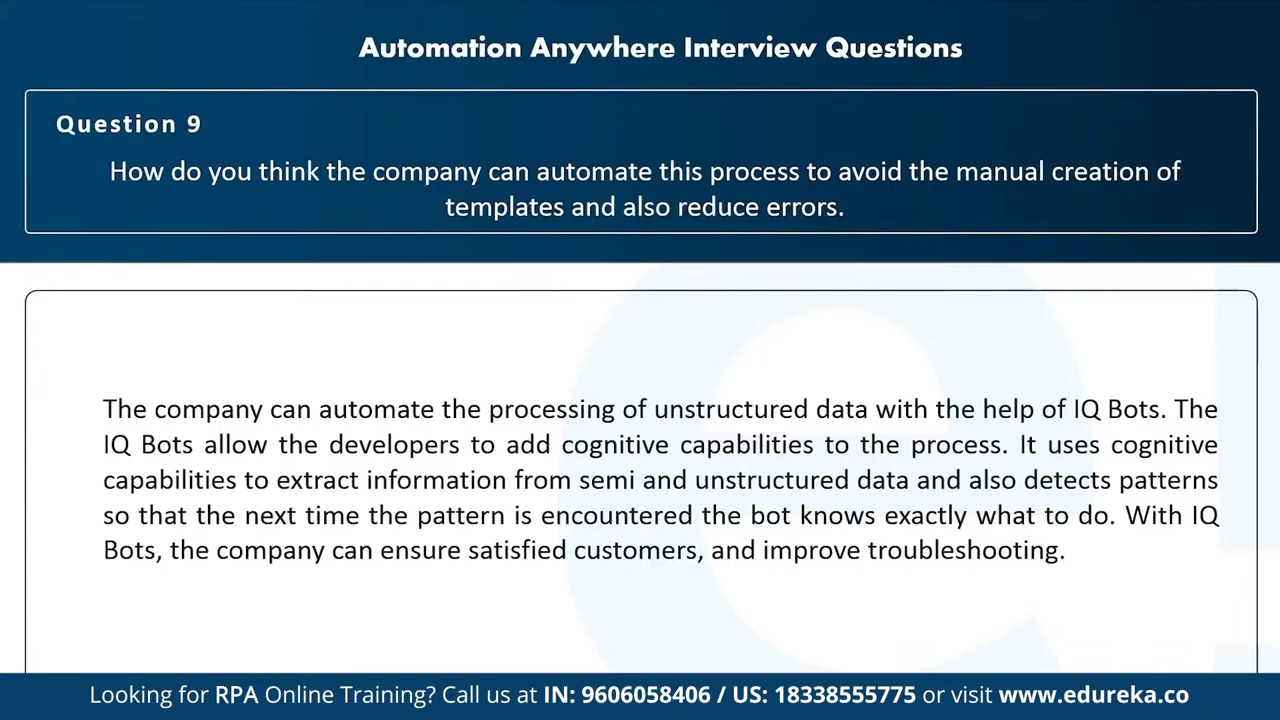 Automation Anywhere Interview Questions
Question 9
How do you think the company can automate this process to avoid the manual creation of
templates and also reduce errors.
The company can automate the processing of unstructured data with the help of IQ Bots. The
IQ Bots allow the developers to add cognitive capabilities to the process. It uses cognitive
capabilities to extract information from semi and unstructured data and also detects patterns
so that the next time the pattern is encountered the bot knows exactly what to do. With IQ
Bots, the company can ensure satisfied customers, and improve troubleshooting.
Looking for RPA Online Training? Call us at IN: 9606058406 / US: 18338555775 or visit www.edureka.co